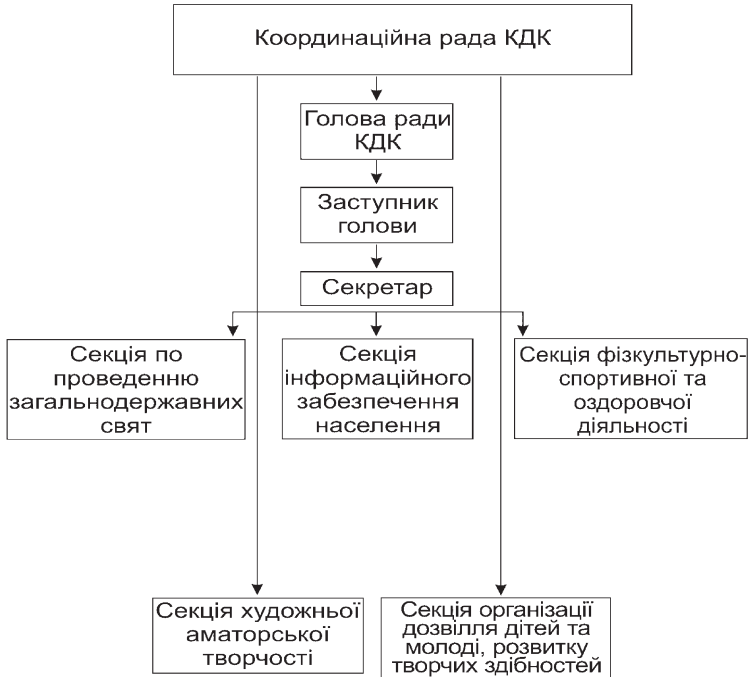 Координаційна рада КДК
Голова ради
КДК
Заступник
голови
Секретар
Секція по
проведенню
загальнодержавних
свят
Секція
інформаційного
забезпечення
населення
Секція фізкультурно-
спортивної та
оздоровчої
діяльності
Секція художньої
аматорської
творчості
Секція організації
дозвілля дітей та
молоді, розвитку
творчих здібностей